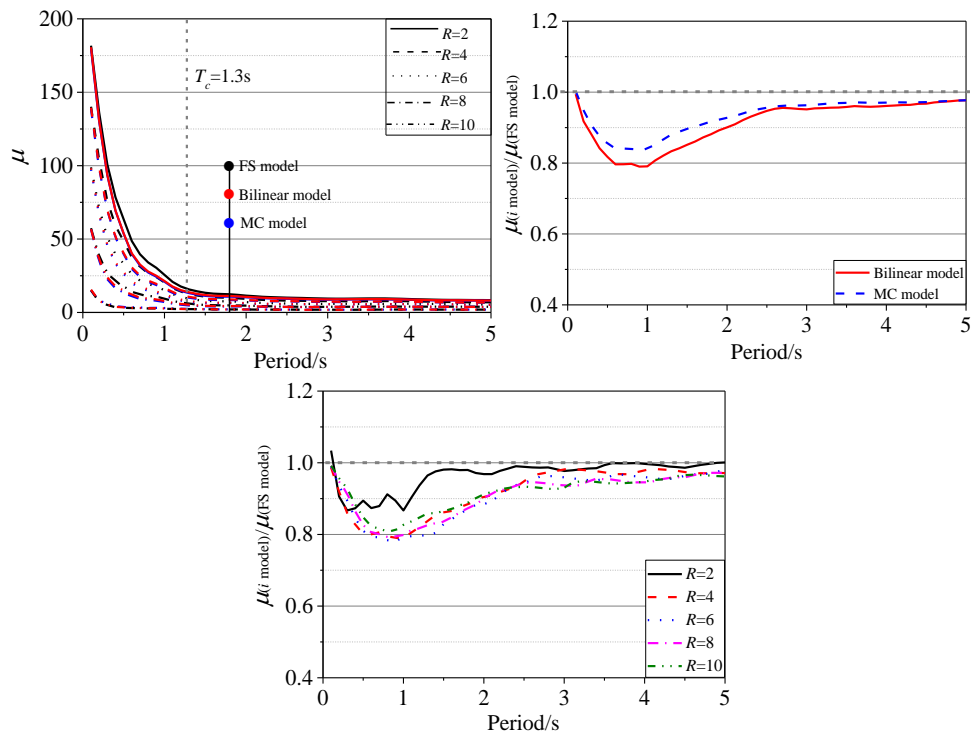 200
150
100
50
0
μ
0
1
2
3
4
5
Period/s
T_c=1.3s
R=2
R=4
R=6
R=8
R=10
FS model
Bilinear model
MC model
1.2
1.0
0.8
0.6
0.4
μ(i model)/μ(FS model)
0
1
2
3
4
5
Period/s
Bilinear model
MC model
1.2
1.0
0.8
0.6
0.4
μ(i model)/μ(FS model)
0
1
2
3
4
5
Period/s
R=2
R=4
R=6
R=8
R=10